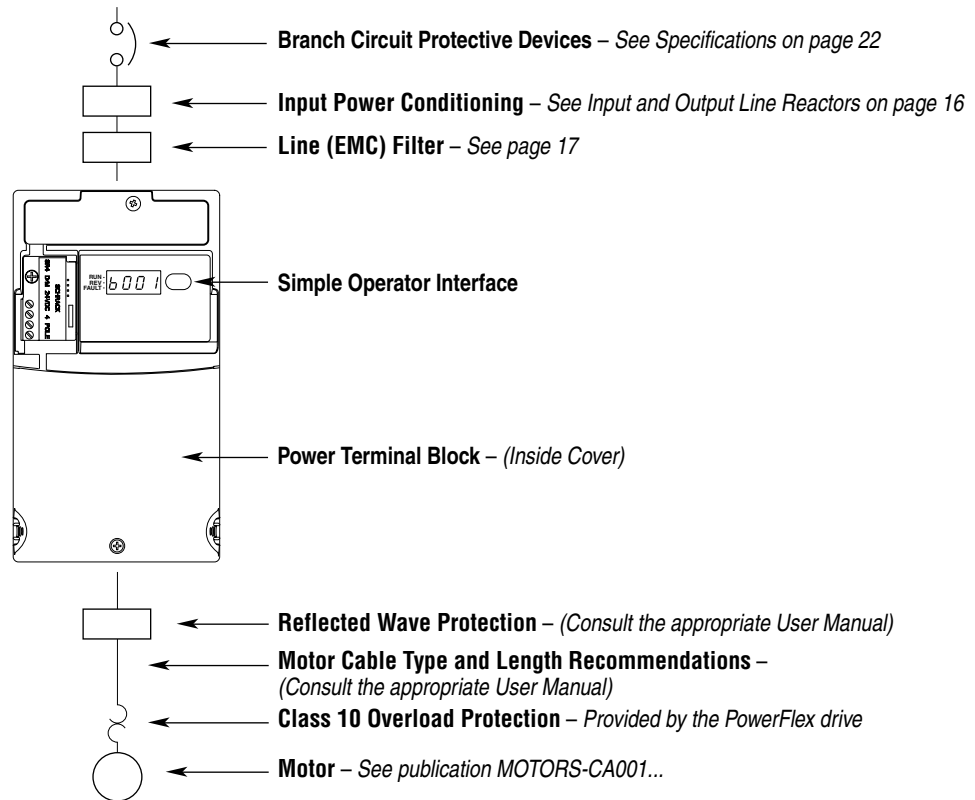 Branch Circuit Protective Devices – See Specifications on page 22
Input Power Conditioning – See Input and Output Line Reactors on page 16
Line (EMC) Filter – See page 17
RUN
REV
FAULT
b001
24VDC 4 POLE
Simple Operator Interface
Power Terminal Block – (Inside Cover)
Reflected Wave Protection – (Consult the appropriate User Manual)
Motor Cable Type and Length Recommendations –
(Consult the appropriate User Manual)
Class 10 Overload Protection – Provided by the PowerFlex drive
Motor – See publication MOTORS-CA001...